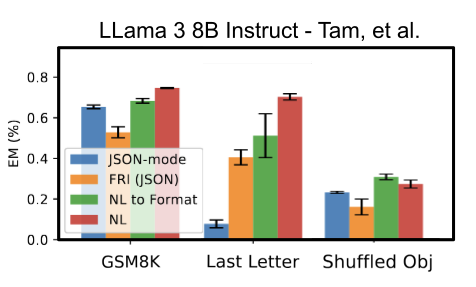 LLama 3 8B Instruct - Tam, et al.
EM (%)
0.8
0.6
0.4
0.2
0.0
JSON-mode
FRI (JSON)
NL to Format
NL
GSM8K
Last Letter
Shuffled Obj